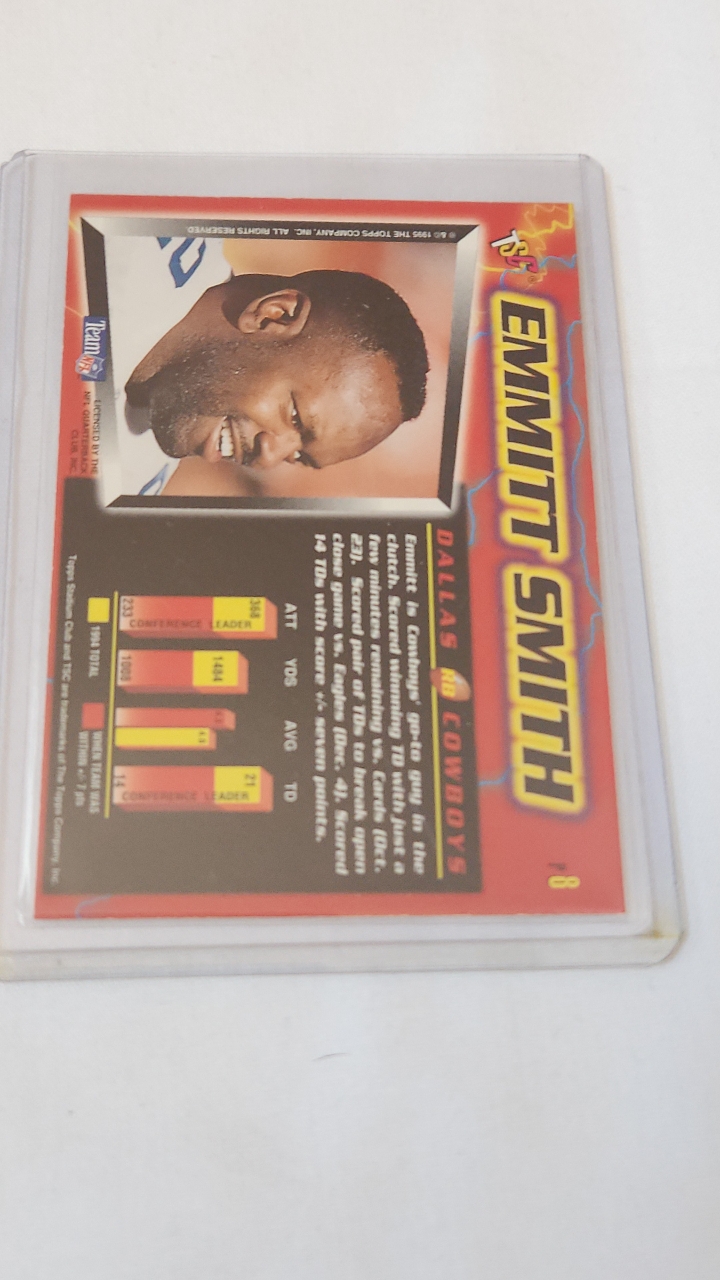 TSC
EMMITT SMITH
8
DALLAS RB COWBOYS
® & © 1995 THE TOPPS COMPANY, INC. ALL RIGHTS RESERVED.
Emmitt is Cowboys' go-to guy in the
clutch. Scored winning TD with just a
few minutes remaining vs. Cards (Oct.
23). Scored pair of TDs to break open
close game vs. Eagles (Dec. 4). Scored
14 TDs with score +/- seven points.
ATT YDS AVG TD
368 1484 21
CONFERENCE LEADER
CONFERENCE LEADER
233 1008 14
1994 TOTAL
WHEN TEAM WAS
WITHIN +/- 7 pts
Team NFL
LICENSED BY THE
NFL QUARTERBACK
CLUB, INC.
Topps Stadium Club and TSC are trademarks of The Topps Company, Inc.